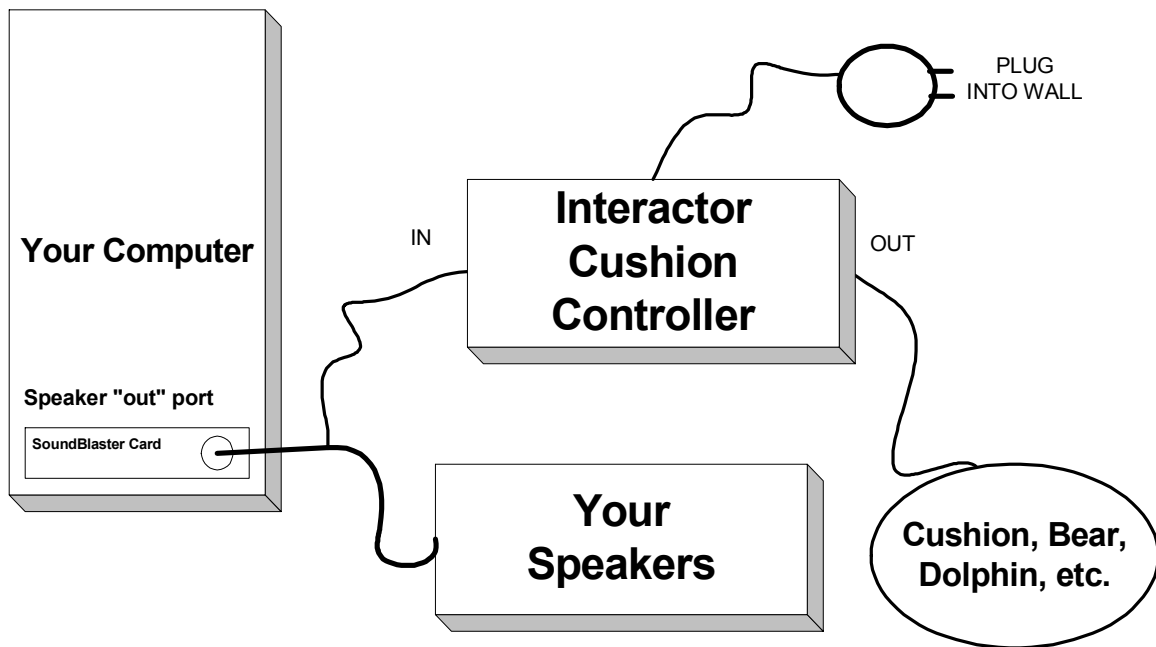 PLUG
INTO WALL
Your Computer
IN
Interactor
Cushion
Controller
OUT
Speaker "out" port
SoundBlaster Card
Your
Speakers
Cushion, Bear,
Dolphin, etc.